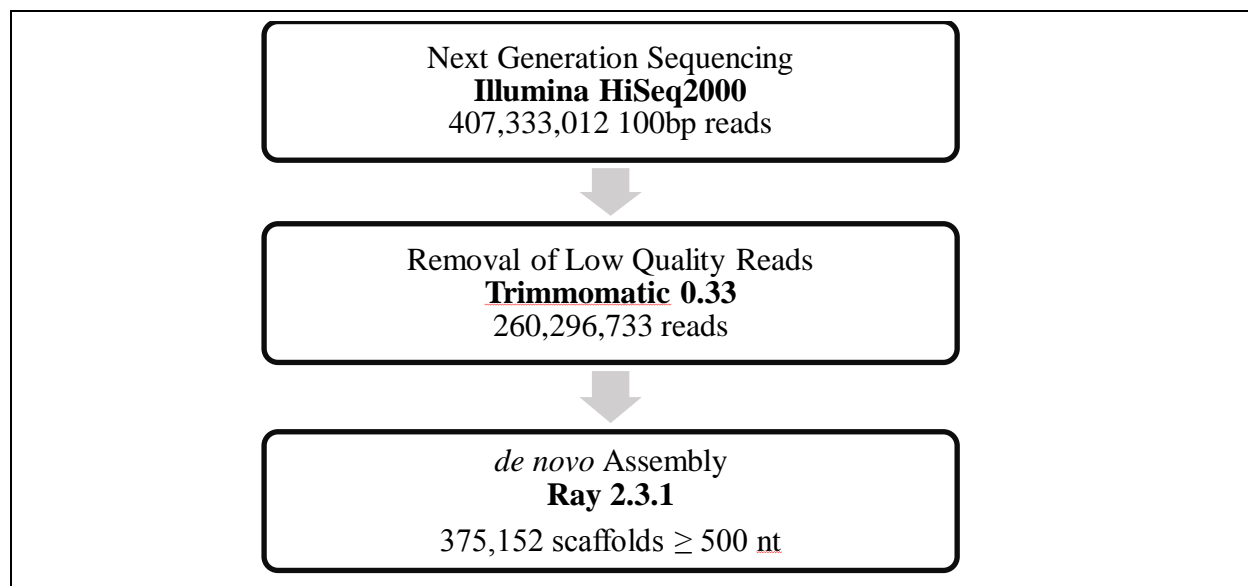 Next Generation Sequencing
Illumina HiSeq2000
407,333,012 100bp reads
Removal of Low Quality Reads
Trimmomatic 0.33
260,296,733 reads
de novo Assembly
Ray 2.3.1
375,152 scaffolds ≥ 500 nt